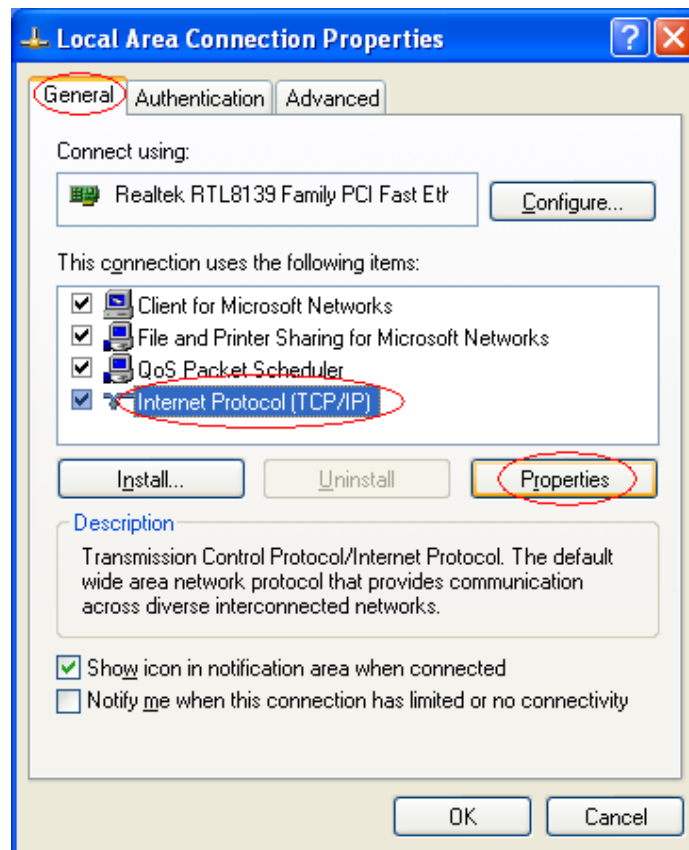 Local Area Connection Properties
General Authentication Advanced
Connect using:
Realtek RTL8139 Family PCI Fast Eth
Configure...
This connection uses the following items:
Client for Microsoft Networks
File and Printer Sharing for Microsoft Networks
QoS Packet Scheduler
Internet Protocol (TCP/IP)
Install... Uninstall Properties
Description
Transmission Control Protocol/Internet Protocol. The default
wide area network protocol that provides communication
across diverse interconnected networks.
Show icon in notification area when connected
Notify me when this connection has limited or no connectivity
OK Cancel